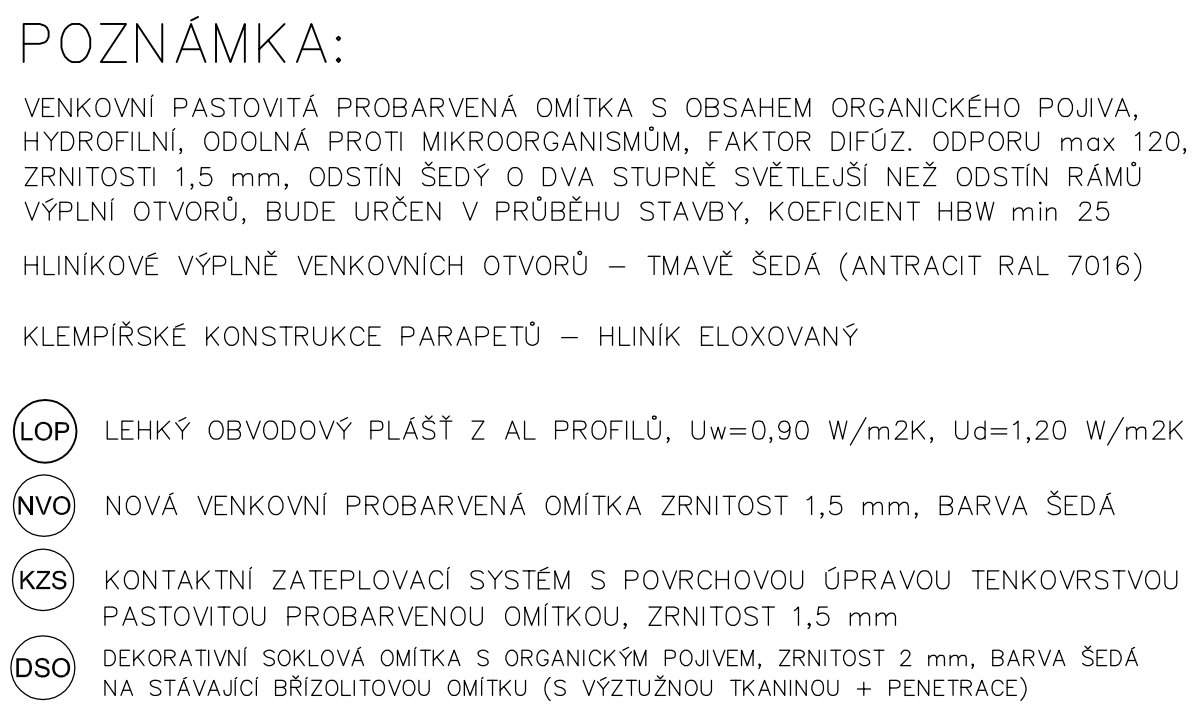 POZNÁMKA:
VENKOVNÍ PASTOVITÁ PROBARVENÁ OMÍTKA S OBSAHEM ORGANICKÉHO POJIVA,
HYDROFILNÍ, ODOLNÁ PROTI MIKROORGANISMŮM, FAKTOR DIFÚZ. ODPORU max 120,
ZRNITOSTI 1,5 mm, ODSTÍN ŠEDÝ O DVA STUPNĚ SVĚTLEJŠÍ NEŽ ODSTÍN RÁMŮ
VÝPLNÍ OTVORŮ, BUDE URČEN V PRŮBĚHU STAVBY, KOEFICIENT HBW min 25
HLINÍKOVÉ VÝPLNĚ VENKOVNÍCH OTVORŮ – TMAVĚ ŠEDÁ (ANTRACIT RAL 7016)
KLEMPÍŘSKÉ KONSTRUKCE PARAPETŮ – HLINÍK ELOXOVANÝ
LOP LEHKÝ OBVODOVÝ PLÁŠŤ Z AL PROFILŮ, Uw=0,90 W/m2K, Ud=1,20 W/m2K
NVO NOVÁ VENKOVNÍ PROBARVENÁ OMÍTKA ZRNITOST 1,5 mm, BARVA ŠEDÁ
KZS KONTAKTNÍ ZATEPLOVACÍ SYSTÉM S POVRCHOVOU ÚPRAVOU TENKOVRSTVOU
PASTOVITOU PROBARVENOU OMÍTKOU, ZRNITOST 1,5 mm
DSO DEKORATIVNÍ SOKLOVÁ OMÍTKA S ORGANICKÝM POJIVEM, ZRNITOST 2 mm, BARVA ŠEDÁ
NA STÁVAJÍCÍ BŘÍZOLITOVOU OMÍTKU (S VÝZTUŽNOU TKANINOU + PENETRACE)